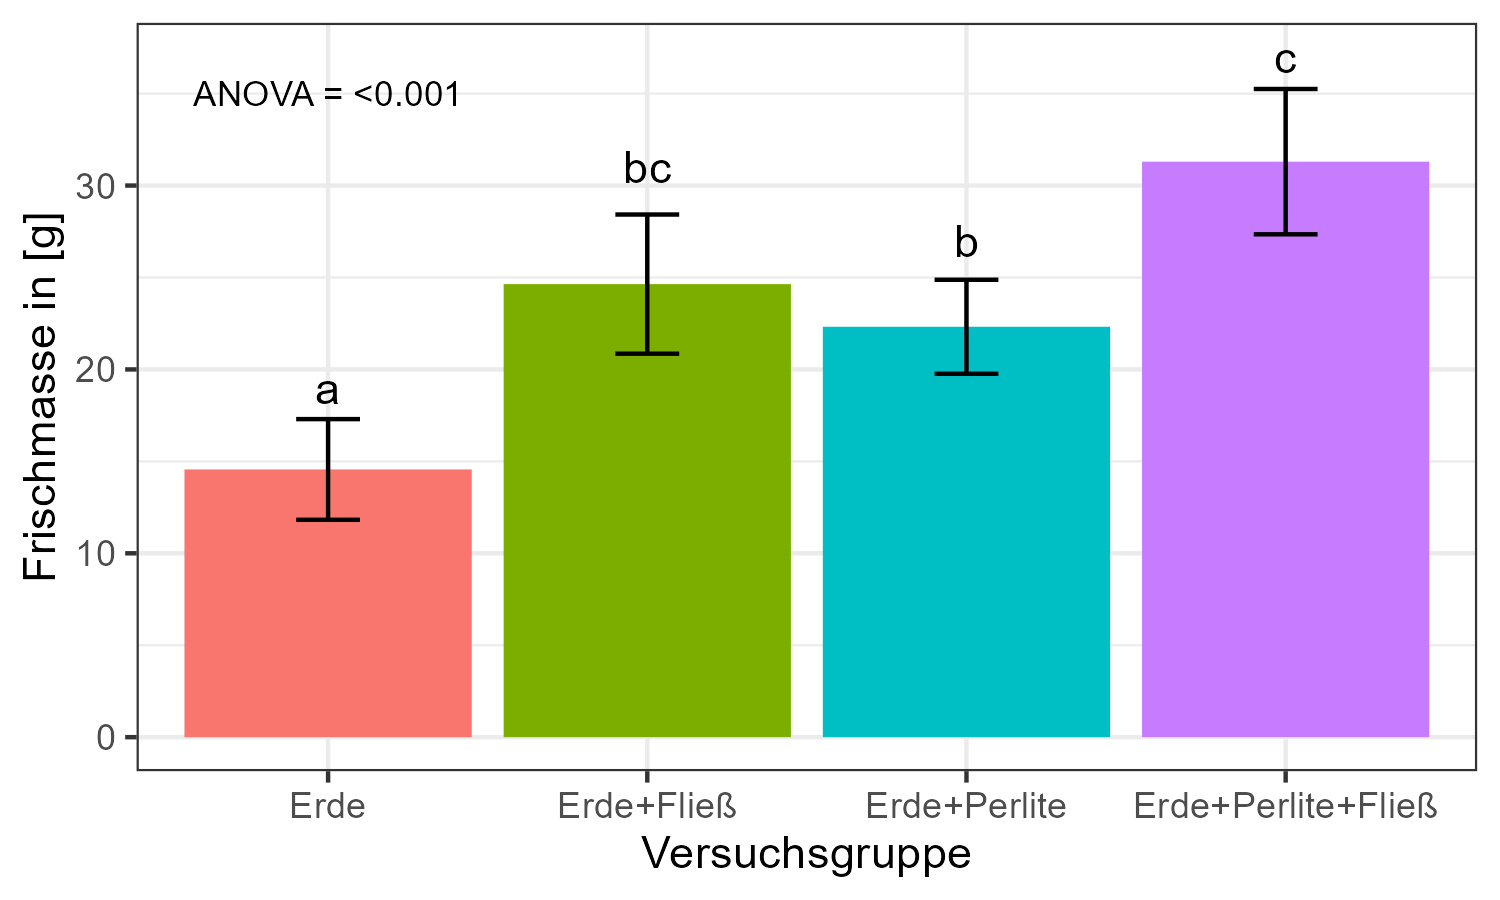 c
ANOVA = <0.001
bc
b
a
30
20
10
0
Frischmasse in [g]
Erde
Erde+Fließ
Erde+Perlite
Erde+Perlite+Fließ
Versuchsgruppe